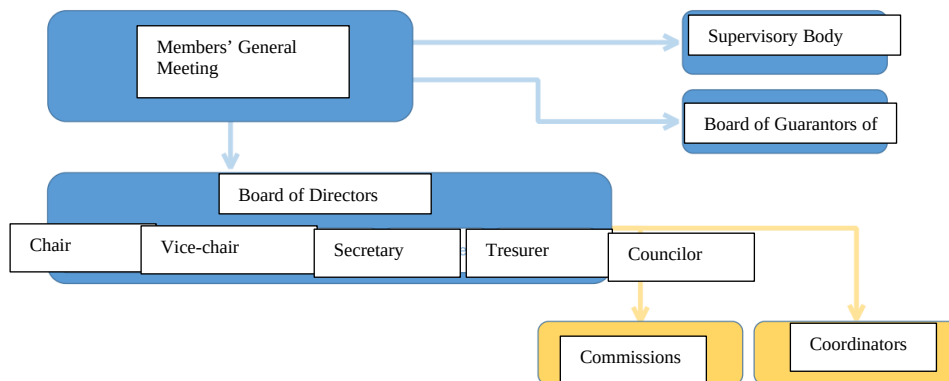 Members’ General
Meeting
Supervisory Body
Board of Guarantors of
Board of Directors
Chair
Vice-chair
Secretary
Tresurer
Councilor
Commissions
Coordinators